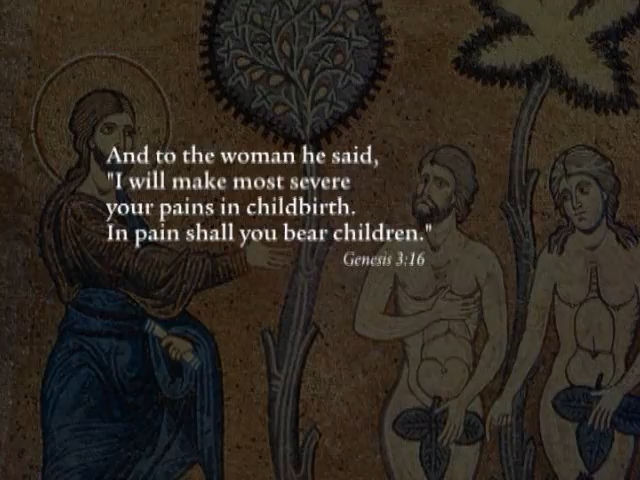 And to the woman he said,
"I will make most severe
your pains in childbirth.
In pain shall you bear children."
Genesis 3:16